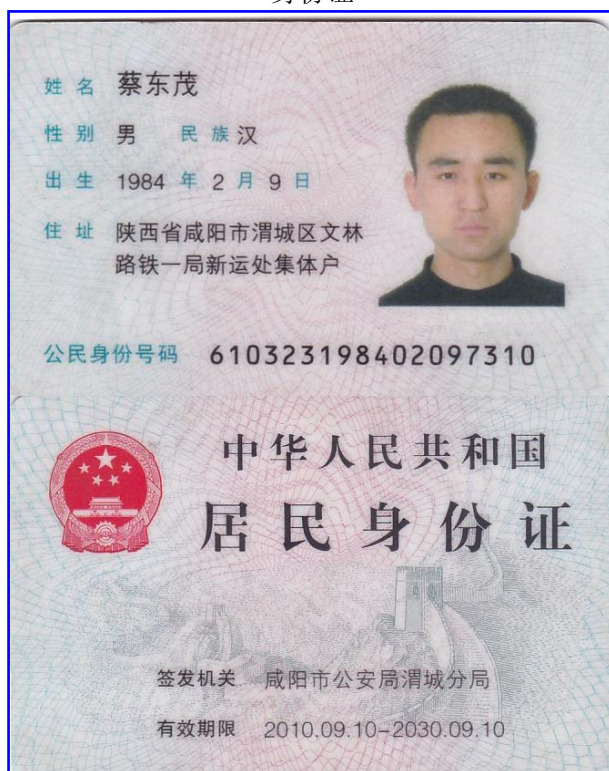 身份证
姓名 蔡东茂
性别 男 民族 汉
出生 1984 年 2 月 9 日
住址 陕西省咸阳市渭城区文林
路铁一局新运处集体户
公民身份号码 610323198402097310
中华人民共和国
居民身份证
签发机关 咸阳市公安局渭城分局
有效期限 2010.09.10-2030.09.10